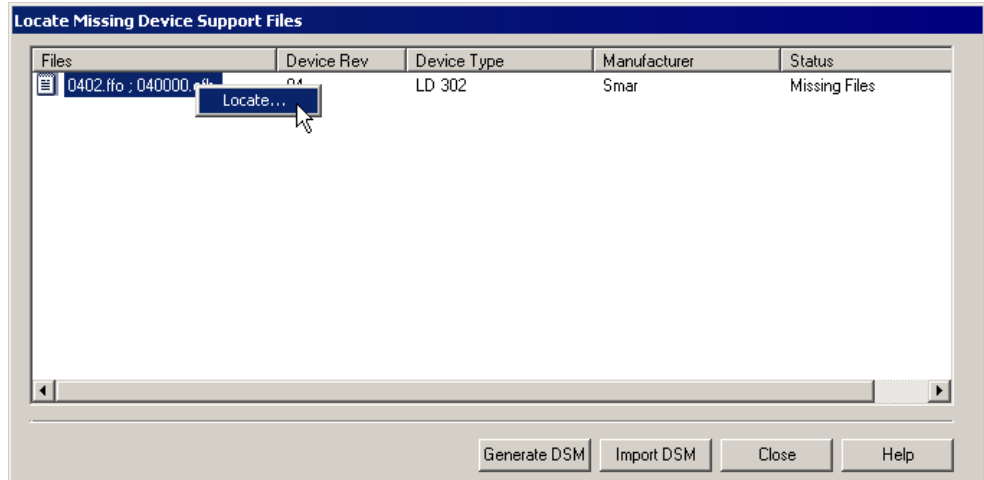 Locate Missing Device Support Files
Files Device Rev Device Type Manufacturer Status
0402.ffo ; 040000. 04 LD 302 Smar Missing Files
Locate...
Generate DSM Import DSM Close Help